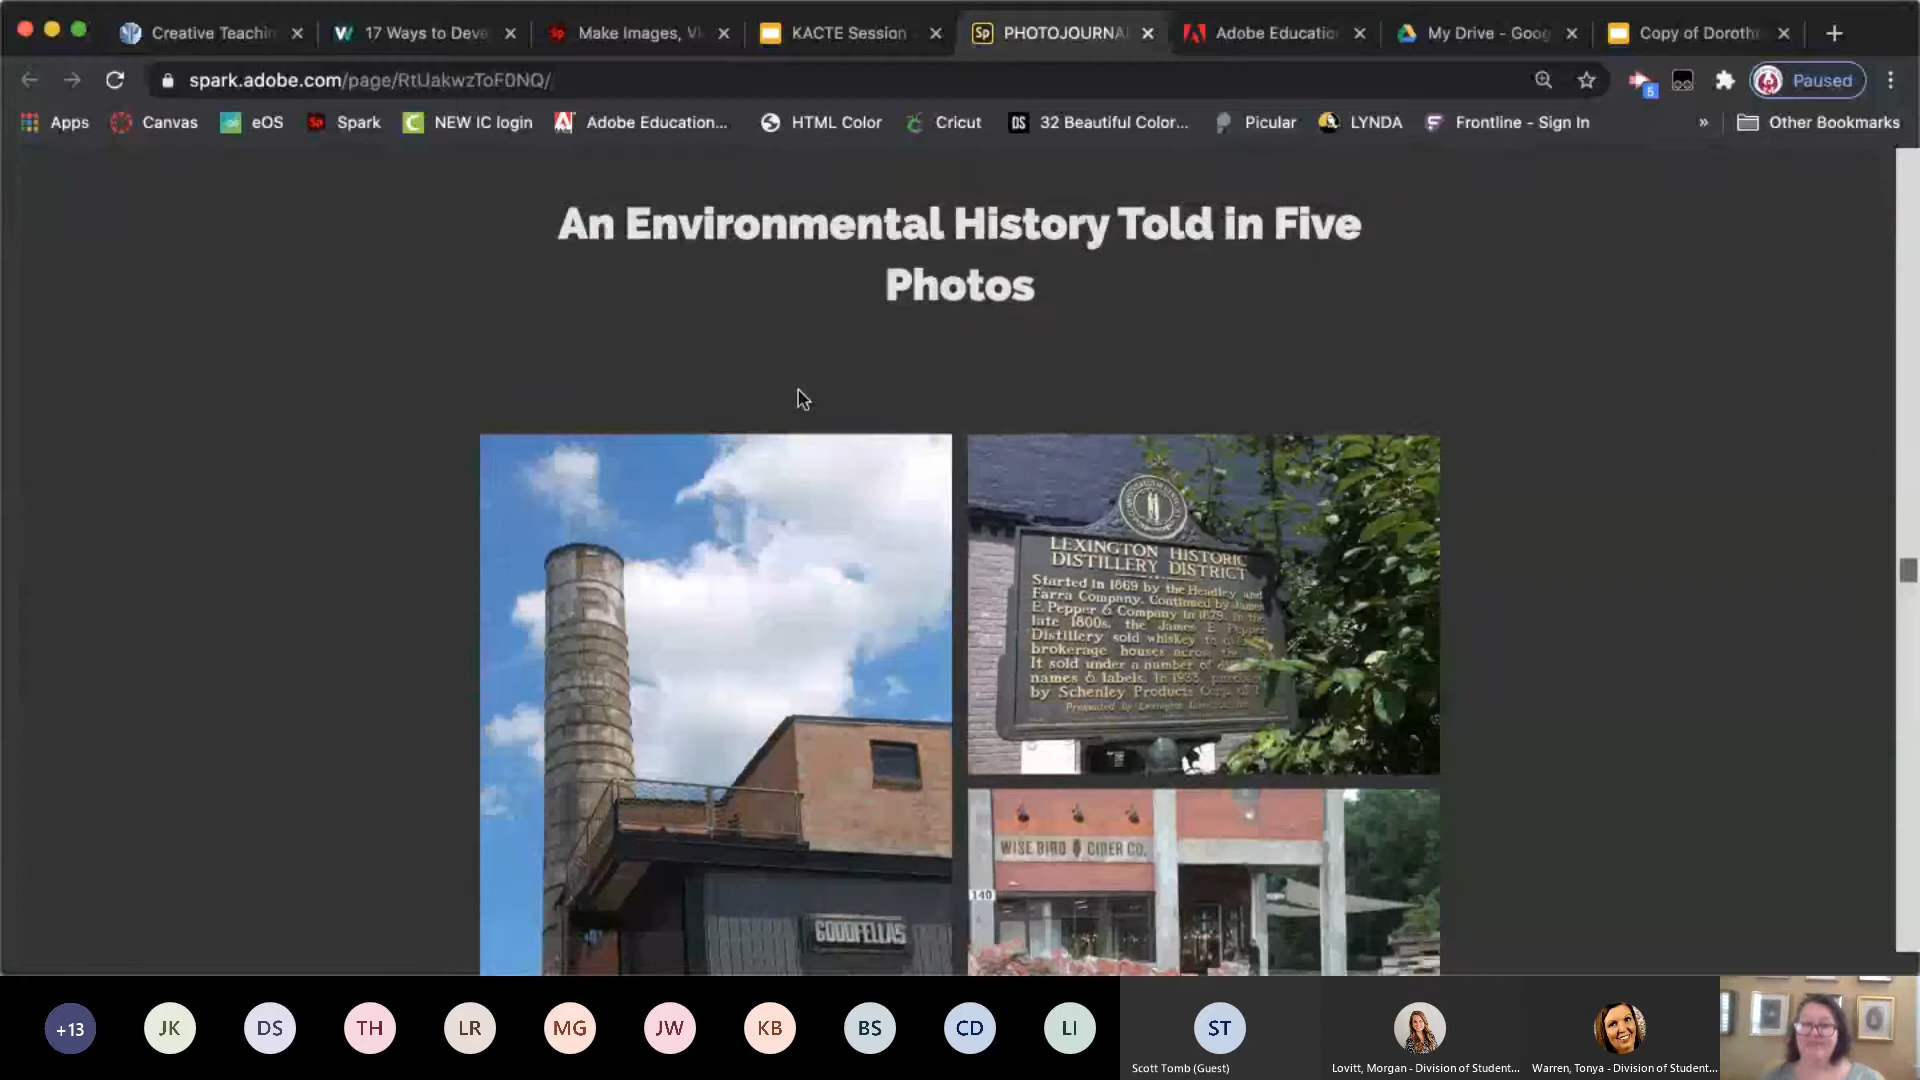 Creative Teachin
17 Ways to Deve
Make Images, Vi
KACTE Session
PHOTOJOURNA
Adobe Educatio
My Drive - Goog
Copy of Doroth
spark.adobe.com/page/RtUakwzToF0NQ/
5
Paused
Apps
Canvas
eOS
Spark
NEW IC login
Adobe Education...
HTML Color
Cricut
32 Beautiful Color...
Picular
LYNDA
Frontline - Sign In
»
Other Bookmarks
An Environmental History Told in Five
Photos
LEXINGTON HISTORIC
DISTILLERY DISTRICT
Started in 1869 by the Headley and
Farra Company. Continued by James
E. Pepper & Company in 1879. In the
late 1800s, the James E. Pepper
Distillery sold whiskey to
brokerage houses across
It sold under a number of
names & labels. In 1933,
by Schenley Products
Presented by Lexington
WISE BIRD CIDER CO.
140
GOODFELLAS
+13
JK
DS
TH
LR
MG
JW
KB
BS
CD
LI
ST
Scott Tomb (Guest)
Lovitt, Morgan - Division of Student...
Warren, Tonya - Division of Student...